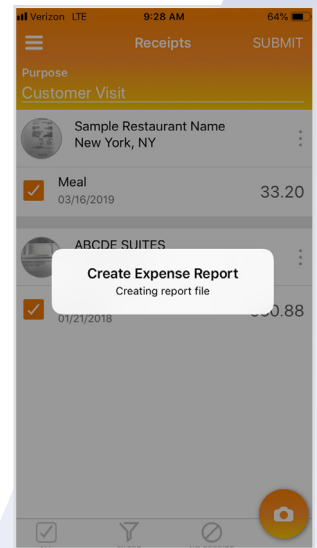 Verizon LTE 9:28 AM 64%
Receipts SUBMIT
Purpose
Customer Visit
Sample Restaurant Name
New York, NY
Meal 33.20
03/16/2019
ABCDE SUITES
Create Expense Report
Creating report file
01/21/2018